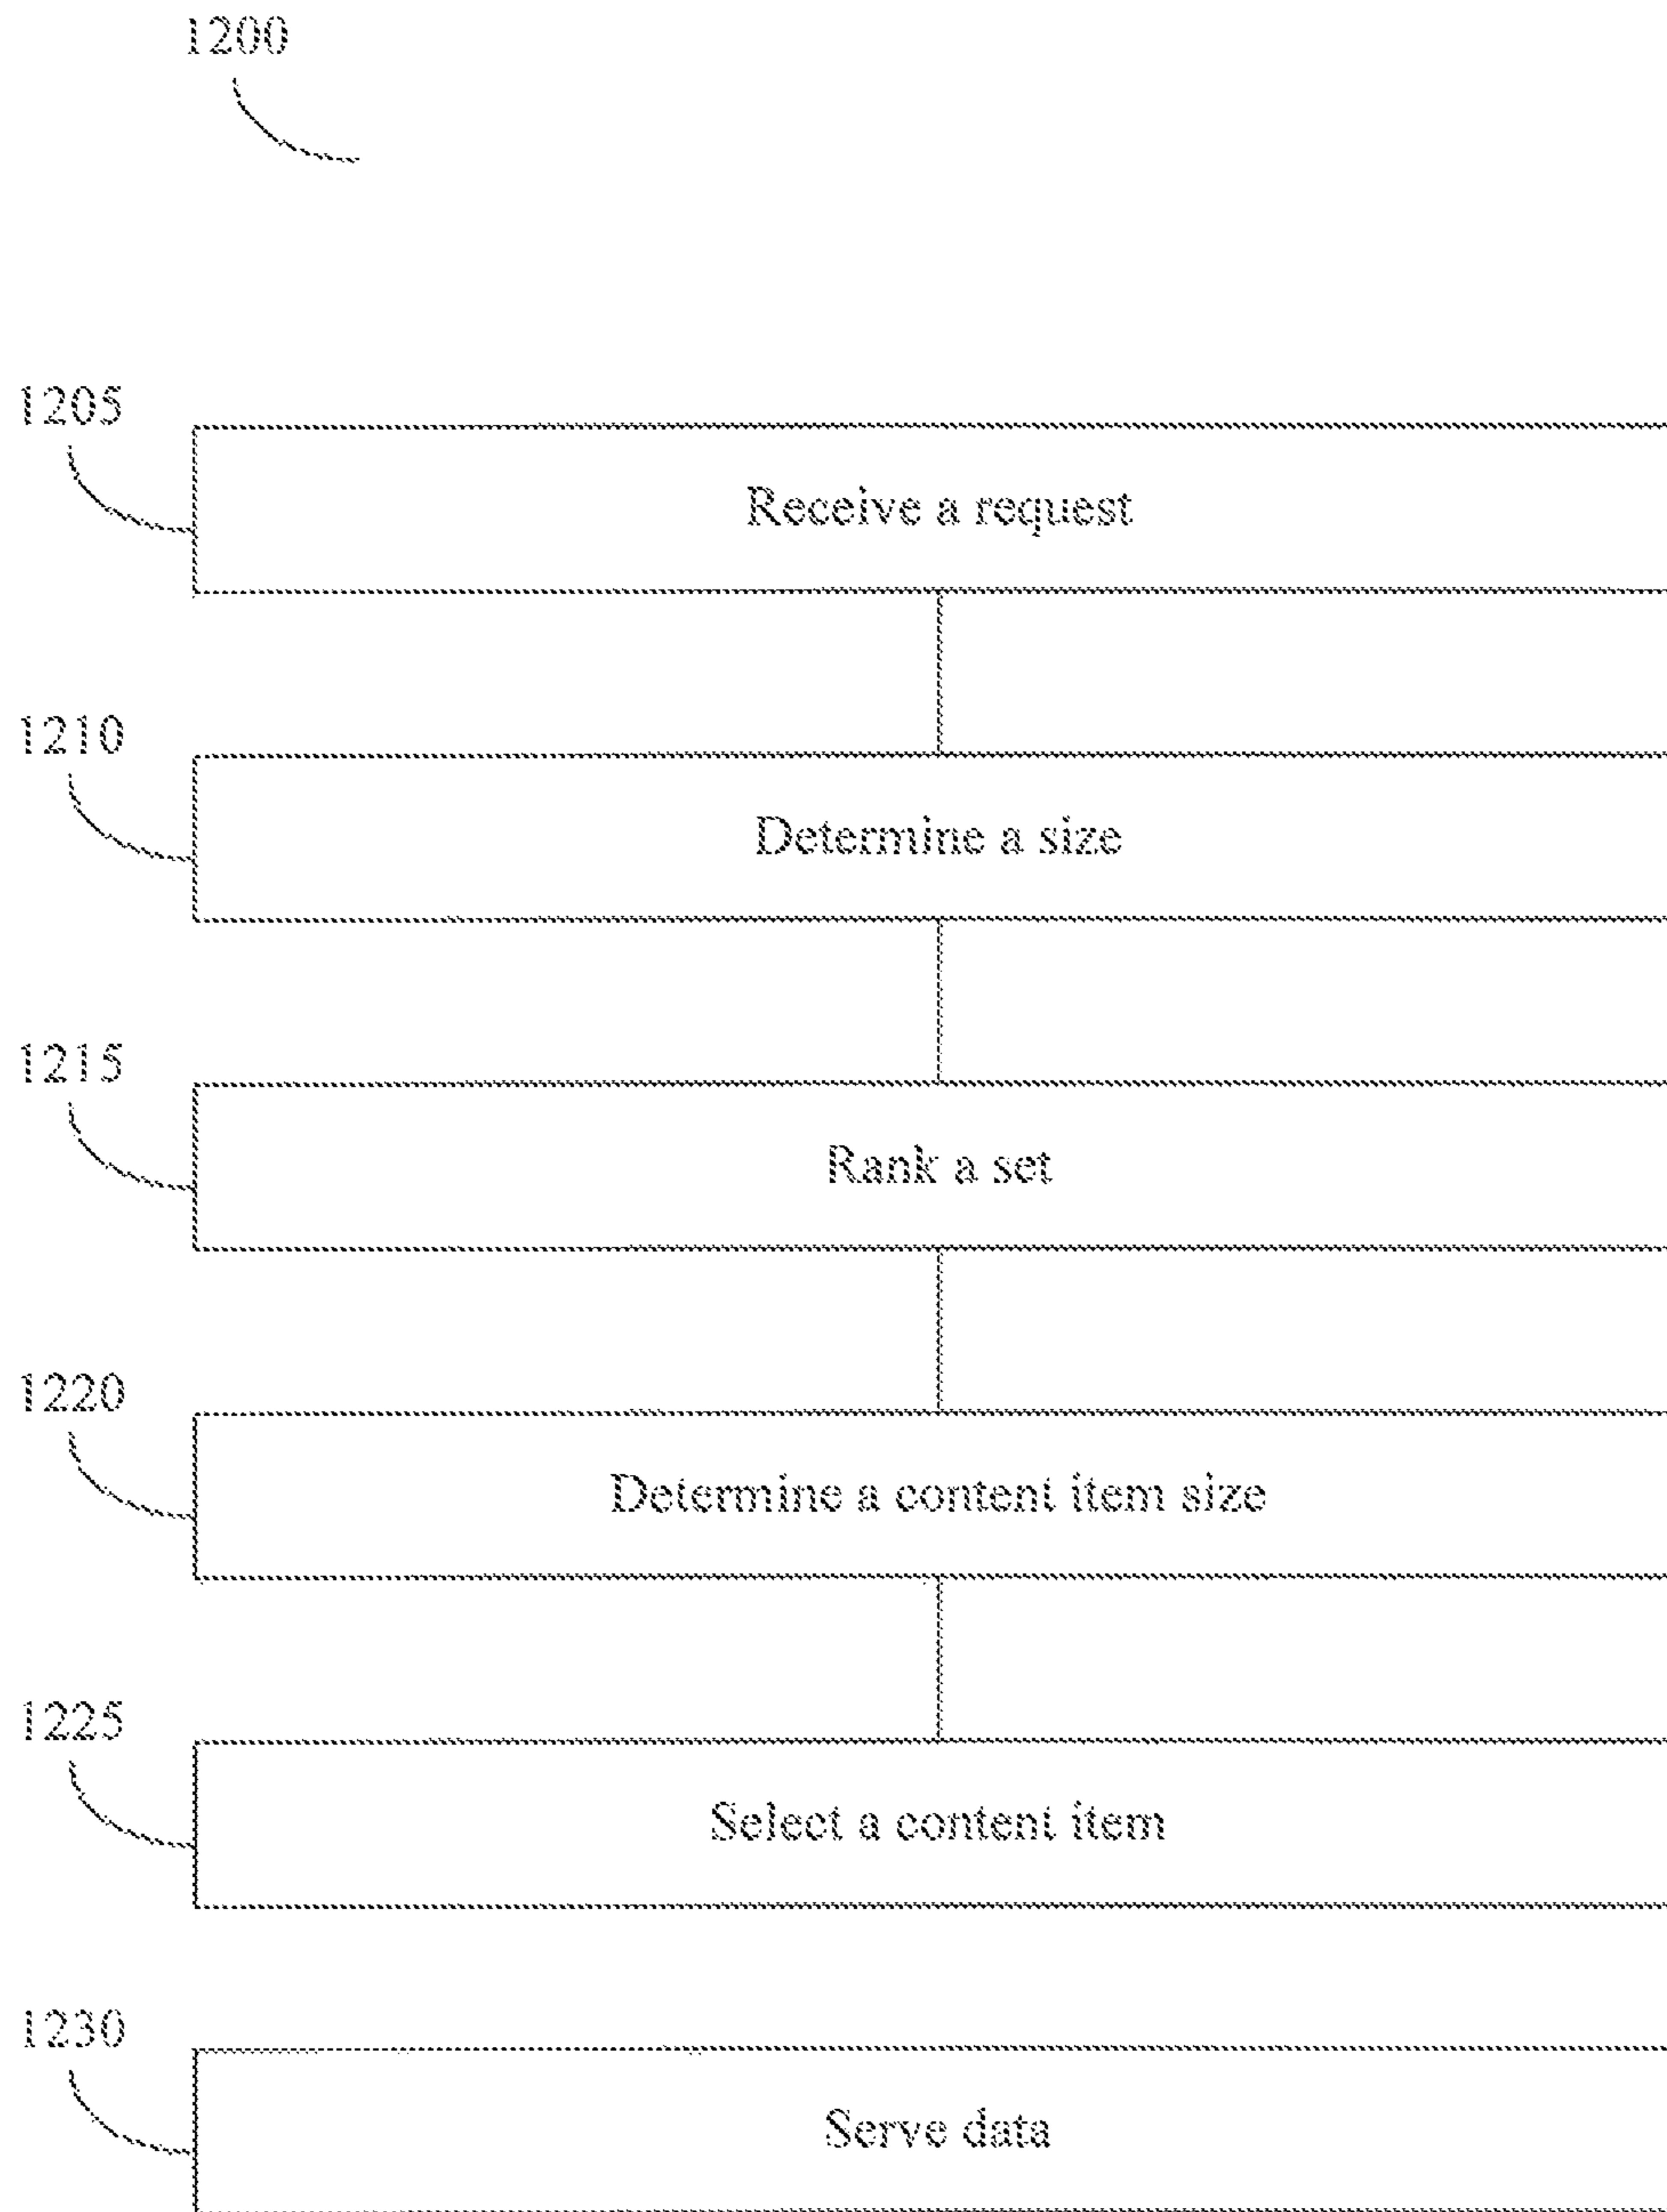 1200
1205
Receive a request
1210
Determine a size
1215
Rank a set
1220
Determine a content item size
1225
Select a content item
1230
Serve data